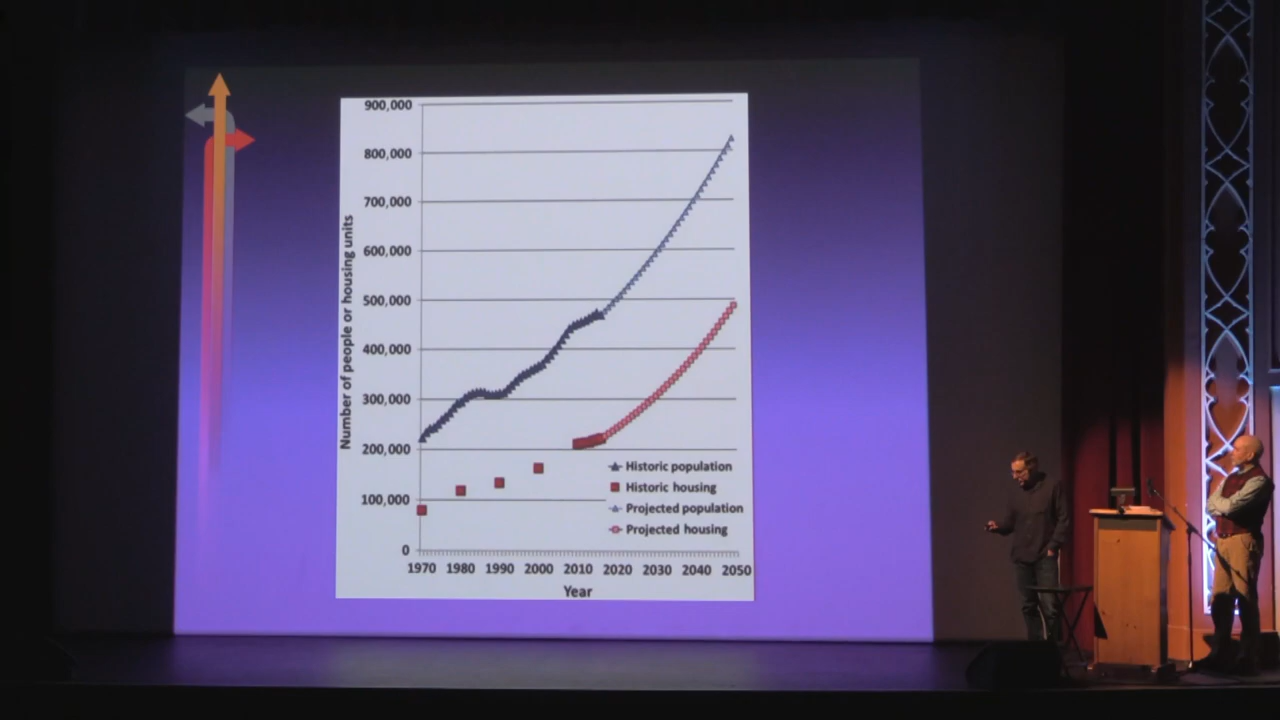 900,000
800,000
700,000
600,000
500,000
400,000
300,000
200,000
100,000
0
Number of people or housing units
Historic population
Historic housing
Projected population
Projected housing
1970 1980 1990 2000 2010 2020 2030 2040 2050
Year